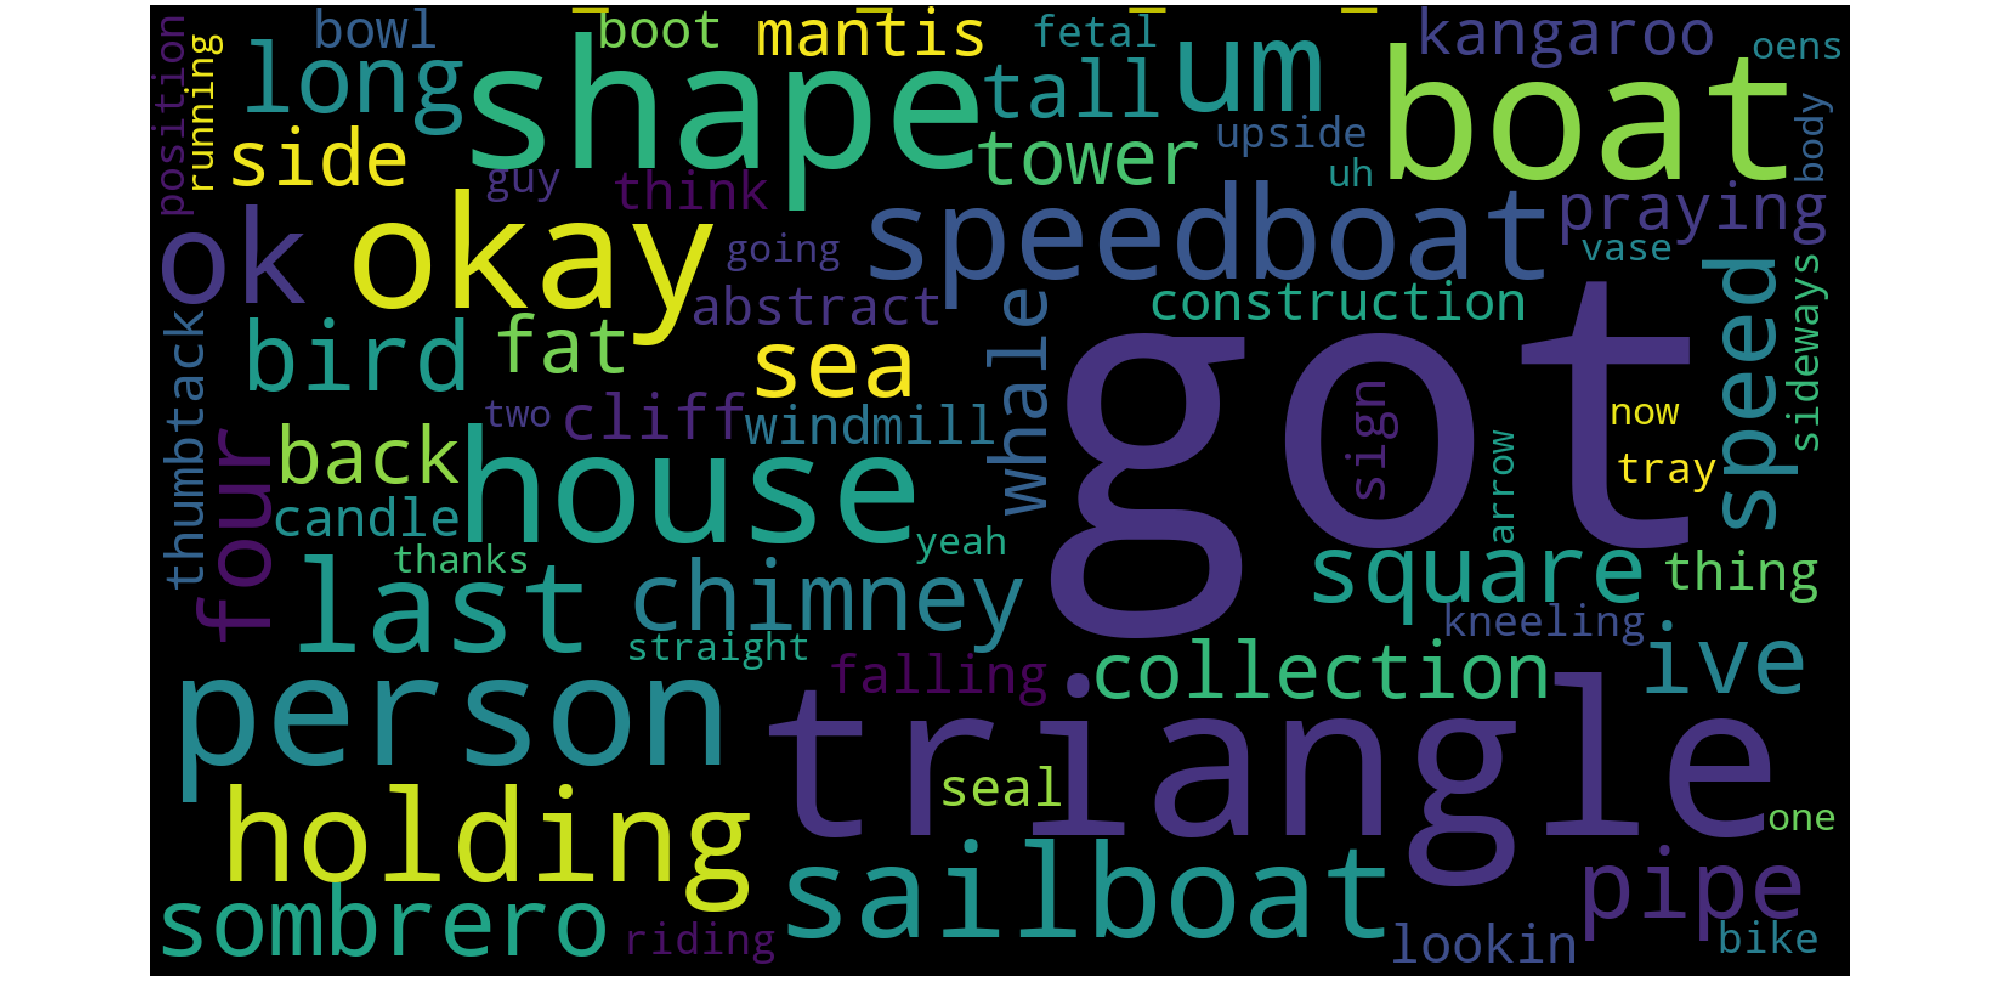 bowl
boot
mantis
fetal
kangaroo
oens
position
running
long
shape
tall
um
boat
body
side
tower
upside
uh
guy
think
praying
ok
okay
going
speedboat
vase
abstract
construction
speed
sideways
thumbtack
bird
fat
sea
whale
got
sign
now
four
back
two
cliff
windmill
arrow
tray
candle
house
yeah
thanks
last
chimney
square
thing
straight
kneeling
person
falling
collection
ive
triangle
holding
seal
one
sombrero
riding
sailboat
pipe
lookin
bike